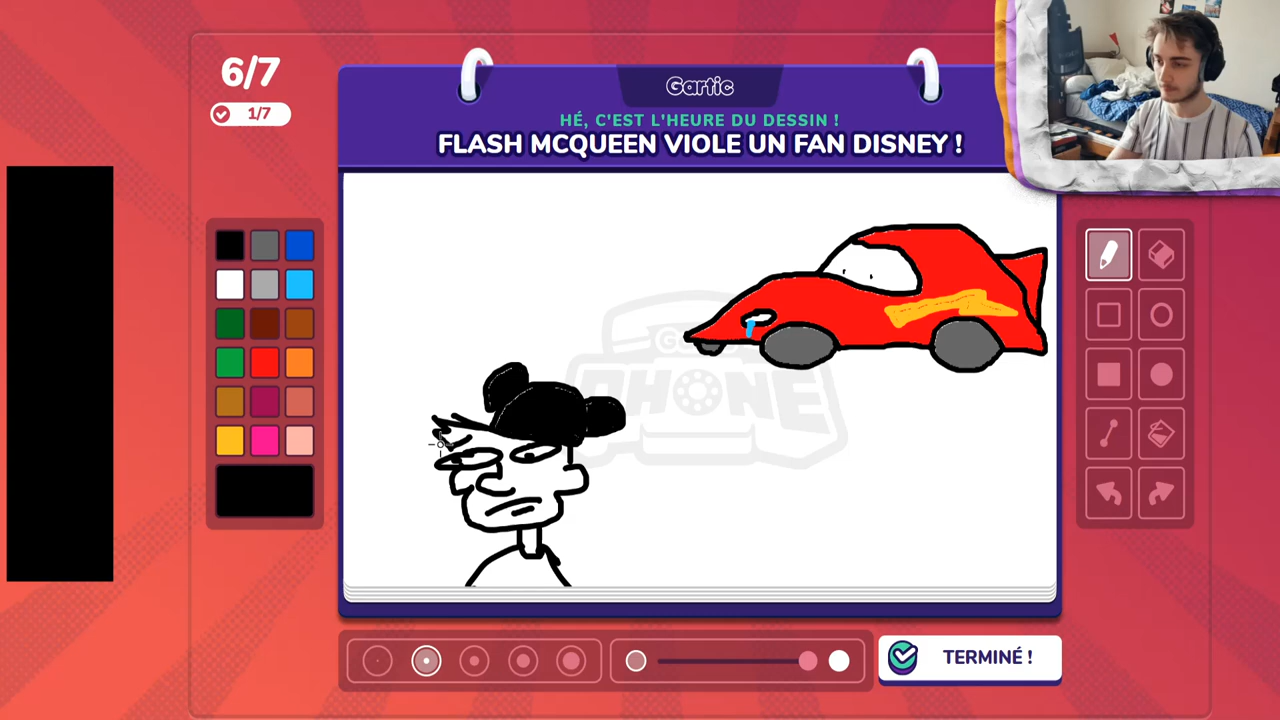 6/7
1/7
Gartic
HÉ, C'EST L'HEURE DU DESSIN !
FLASH MCQUEEN VIOLE UN FAN DISNEY !
PHONE
TERMINÉ !